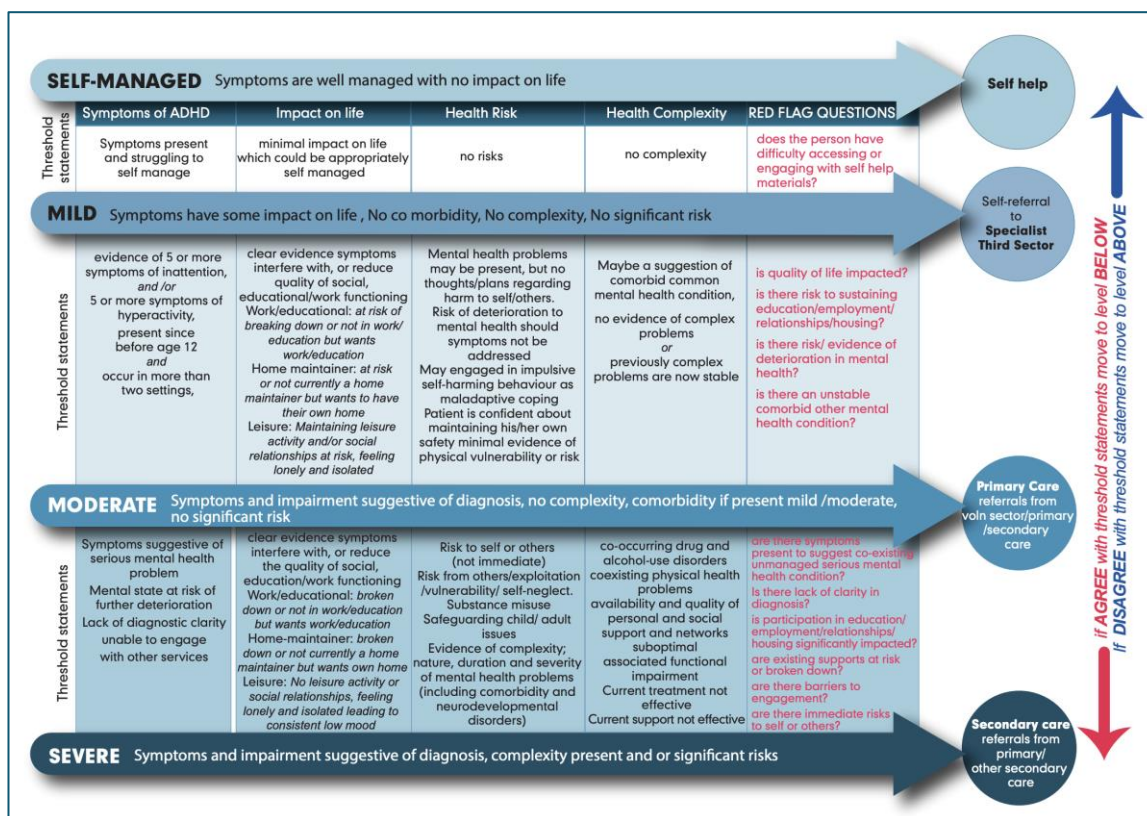 SELF-MANAGED Symptoms are well managed with no impact on life
Self help
Symptoms of ADHD
Impact on life
Health Risk
Health Complexity
RED FLAG QUESTIONS
Threshold
statements
Symptoms present
and struggling to
self manage
minimal impact on life
which could be appropriately
self managed
no risks
no complexity
does the person have
difficulty accessing or
engaging with self help
materials?
MILD Symptoms have some impact on life , No co morbidity, No complexity, No significant risk
Self-referral
to
Specialist
Third Sector
Threshold statements
evidence of 5 or more
symptoms of inattention,
and /or
5 or more symptoms of
hyperactivity,
present since
before age 12
and
occur in more than
two settings,
clear evidence symptoms
interfere with, or reduce
quality of social,
educational/work functioning
Work/educational: at risk of
breaking down or not in work/
education but wants
work/education
Home maintainer: at risk
or not currently a home
maintainer but wants to have
their own home
Leisure: Maintaining leisure
activity and/or social
relationships at risk, feeling
lonely and isolated
Mental health problems
may be present, but no
thoughts/plans regarding
harm to self/others.
Risk of deterioration to
mental health should
symptoms not be
addressed
May engaged in impulsive
self-harming behaviour as
maladaptive coping
Patient is confident about
maintaining his/her own
safety minimal evidence of
physical vulnerability or risk
Maybe a suggestion of
comorbid common
mental health condition,
no evidence of complex
problems
or
previously complex
problems are now stable
is quality of life impacted?
is there risk to sustaining
education/employment/
relationships/housing?
is there risk/ evidence of
deterioration in mental
health?
is there an unstable
comorbid other mental
health condition?
MODERATE Symptoms and impairment suggestive of diagnosis, no complexity, comorbidity if present mild /moderate,
no significant risk
Primary Care
referrals from
voln sector/primary
/secondary
care
Threshold statements
Symptoms suggestive of
serious mental health
problem
Mental state at risk of
further deterioration
Lack of diagnostic clarity
unable to engage
with other services
clear evidence symptoms
interfere with, or reduce
the quality of social,
education/work functioning
Work/educational: broken
down or not in work/education
but wants work/education
Home-maintainer: broken
down or not currently a home
maintainer but wants own home
Leisure: No leisure activity or
social relationships, feeling
lonely and isolated leading to
consistent low mood
Risk to self or others
(not immediate)
Risk from others/exploitation
/vulnerability/ self-neglect.
Substance misuse
Safeguarding child/ adult
issues
Evidence of complexity;
nature, duration and severity
of mental health problems
(including comorbidity and
neurodevelopmental
disorders)
co-occurring drug and
alcohol-use disorders
coexisting physical health
problems
availability and quality of
personal and social
support and networks
suboptimal
associated functional
impairment
Current treatment not
effective
Current support not effective
are there symptoms
present to suggest co-existing
unmanaged serious mental
health condition?
Is there lack of clarity in
diagnosis?
is participation in education/
employment/relationships/
housing significantly impacted?
are existing supports at risk
or broken down?
are there barriers to
engagement?
are there immediate risks
to self or others?
SEVERE Symptoms and impairment suggestive of diagnosis, complexity present and or significant risks
Secondary care
referrals from
primary/
other secondary
care
if AGREE with threshold statements move to level BELOW
If DISAGREE with threshold statements move to level ABOVE